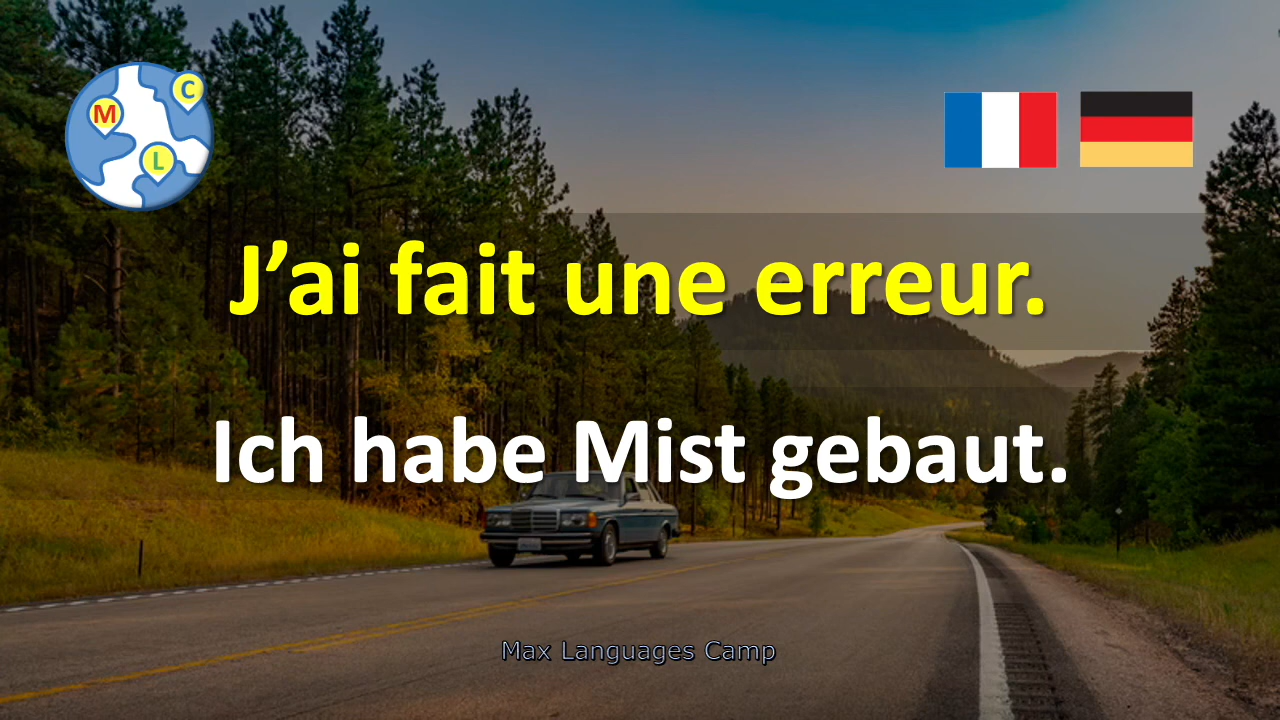 C
M
L
J’ai fait une erreur.
Ich habe Mist gebaut.
Max Languages Camp